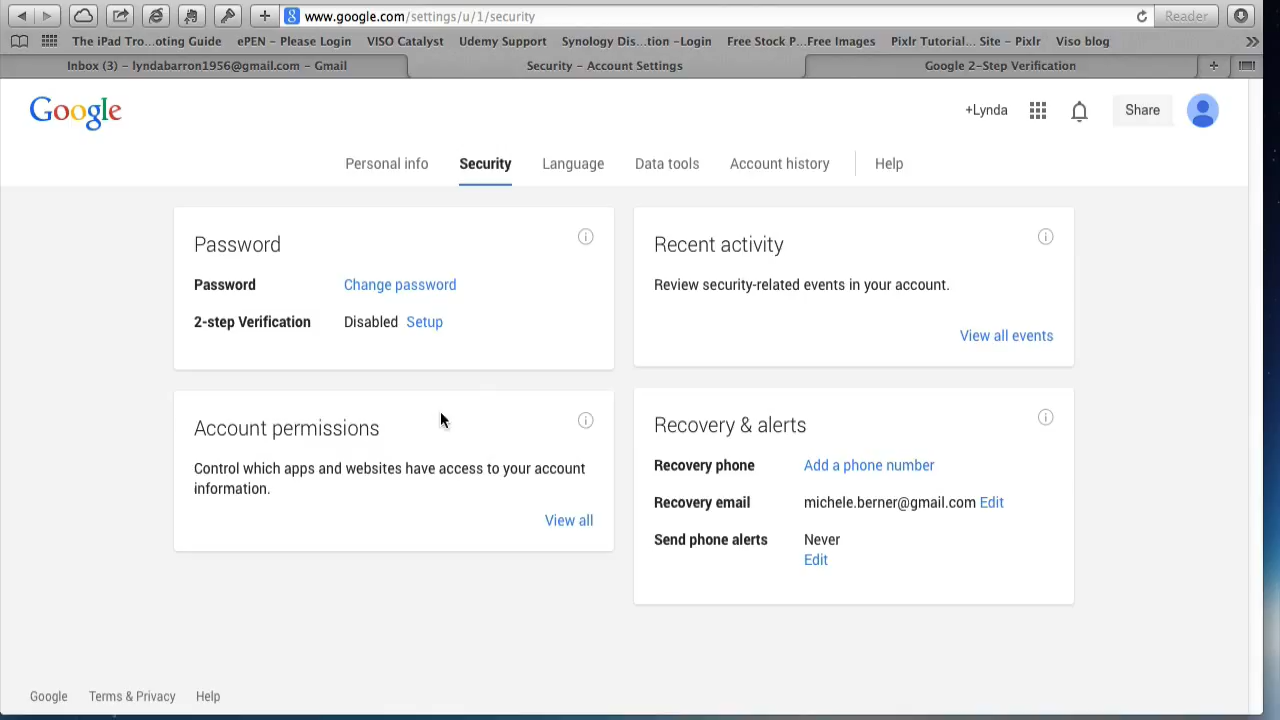 www.google.com/settings/u/1/security
Reader
The iPad Tro...oting Guide ePEN – Please Login VISO Catalyst Udemy Support Synology Dis...tion –Login Free Stock P...Free Images Pixlr Tutorial... Site – Pixlr Viso blog
Inbox (3) – lyndabarron1956@gmail.com – Gmail Security – Account Settings Google 2-Step Verification
Google +Lynda Share
Personal info Security Language Data tools Account history Help
Password
Password Change password
2-step Verification Disabled Setup
Recent activity
Review security-related events in your account.
View all events
Account permissions
Control which apps and websites have access to your account
information.
View all
Recovery & alerts
Recovery phone Add a phone number
Recovery email michele.berner@gmail.com Edit
Send phone alerts Never
Edit
Google Terms & Privacy Help